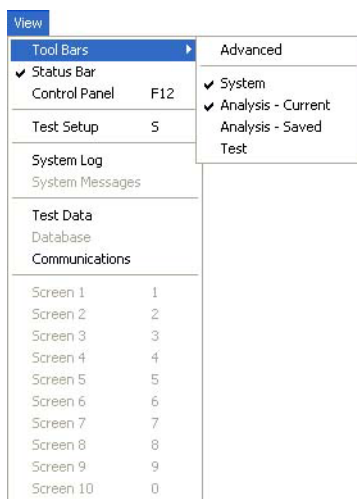 View
Tool Bars
Status Bar
Control Panel F12
Test Setup S
System Log
System Messages
Test Data
Database
Communications
Screen 1 1
Screen 2 2
Screen 3 3
Screen 4 4
Screen 5 5
Screen 6 6
Screen 7 7
Screen 8 8
Screen 9 9
Screen 10 0
Advanced
System
Analysis - Current
Analysis - Saved
Test